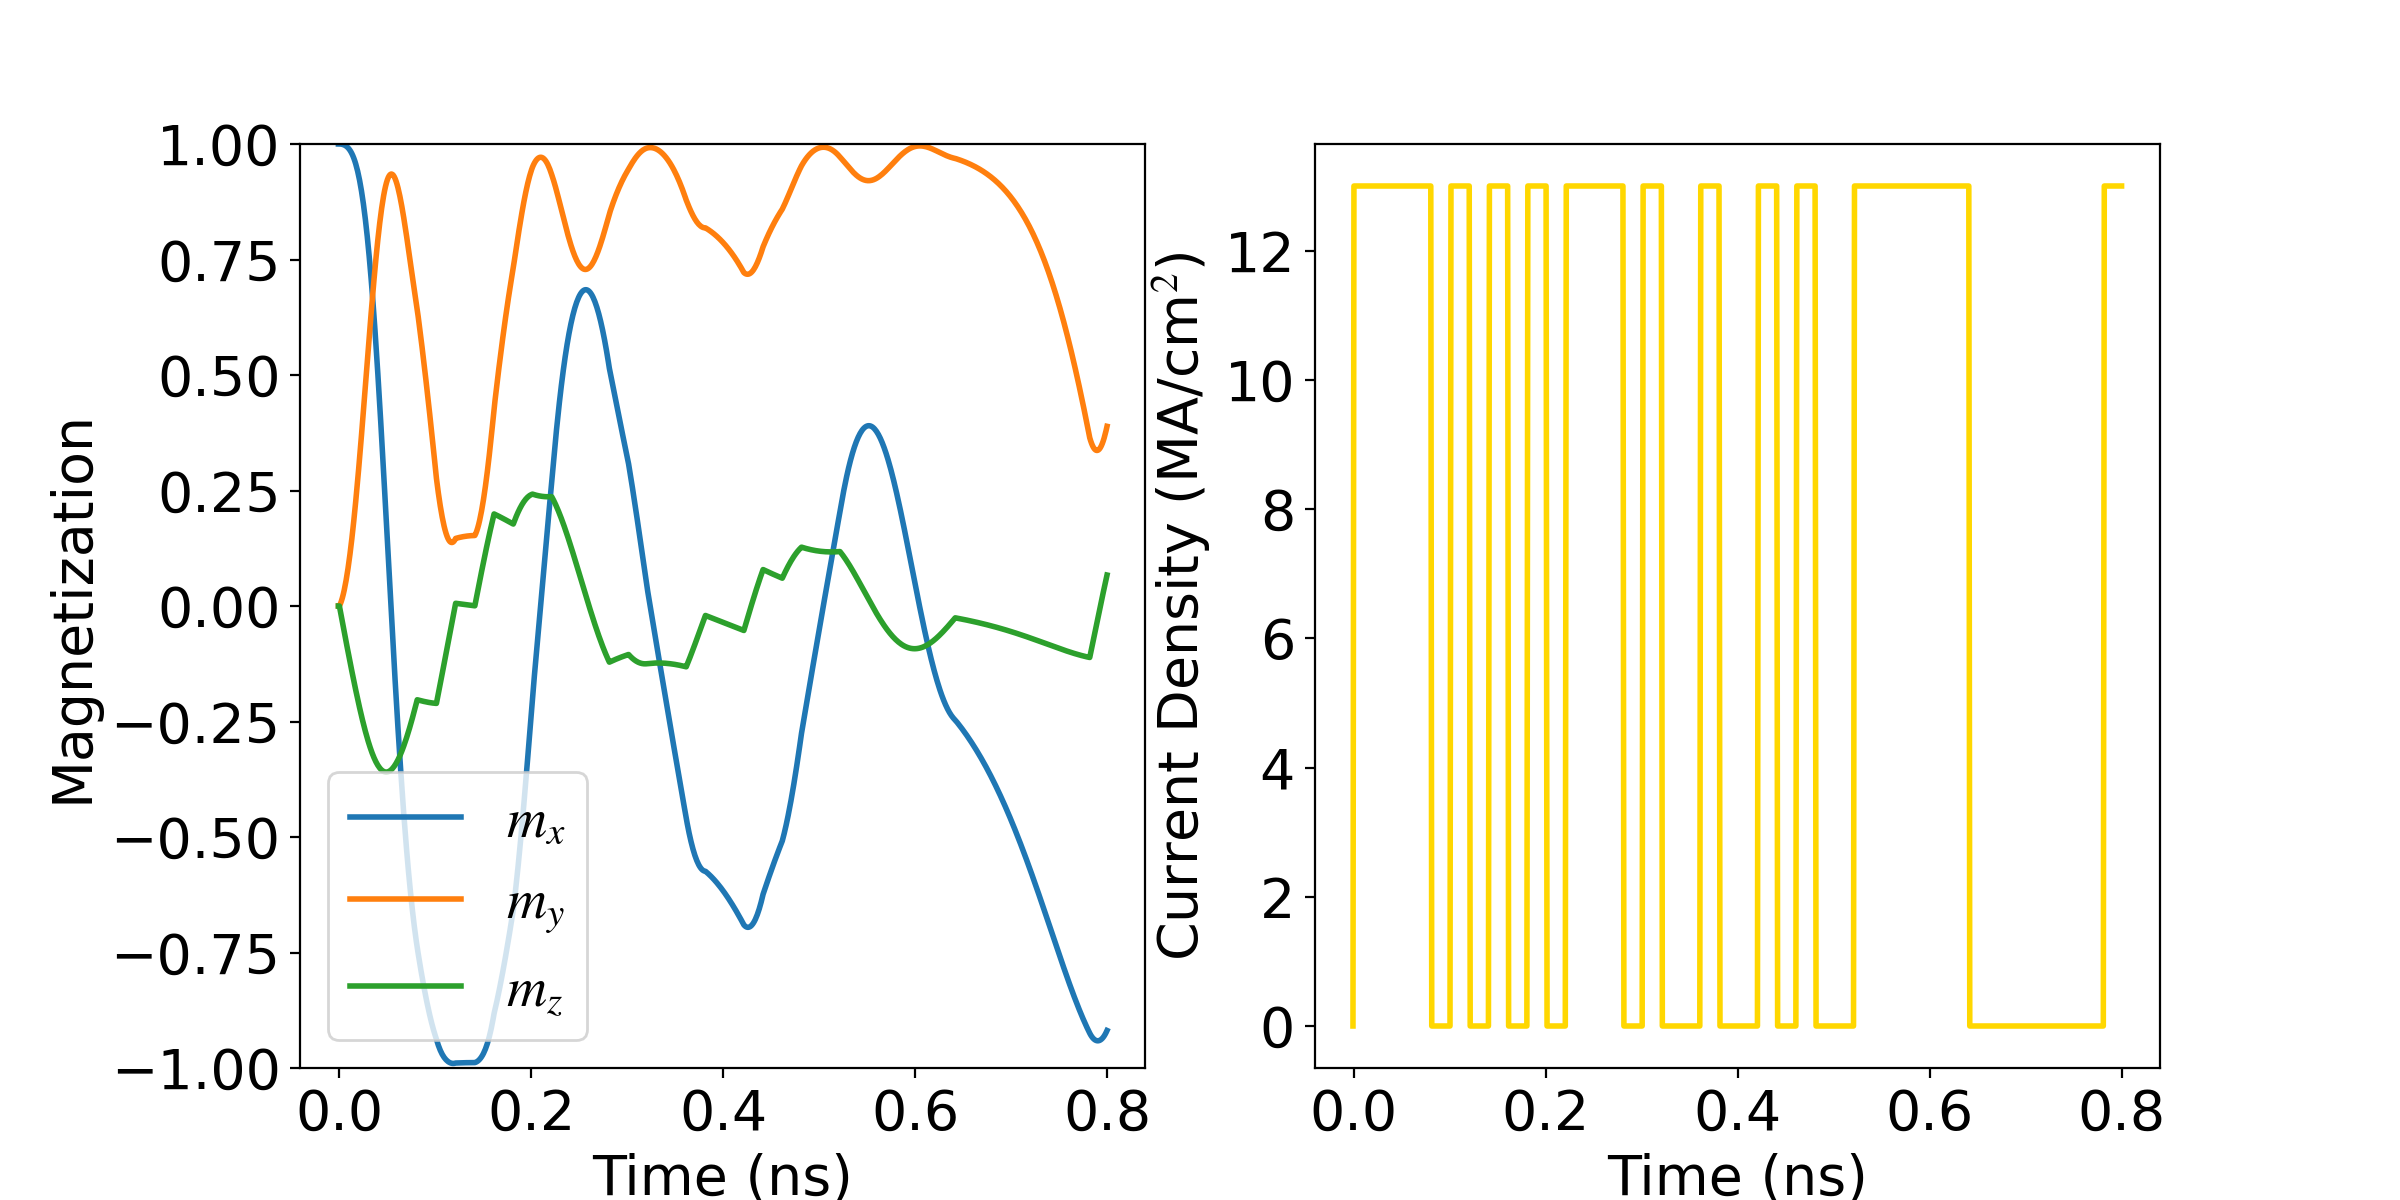 1.00
0.75
0.50
0.25
0.00
−0.25
−0.50
−0.75
−1.00
Magnetization
m_x
m_y
m_z
0.0 0.2 0.4 0.6 0.8
Time (ns)
Current Density (MA/cm²)
12
10
8
6
4
2
0
0.0 0.2 0.4 0.6 0.8
Time (ns)